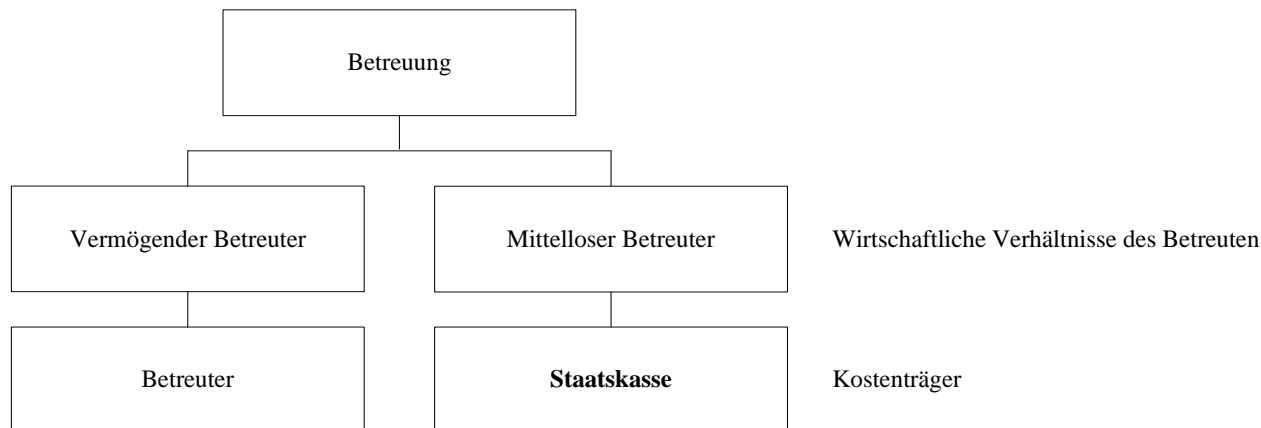 Betreuung
Vermögender Betreuter
Mittelloser Betreuter
Wirtschaftliche Verhältnisse des Betreuten
Betreuter
Staatskasse
Kostenträger